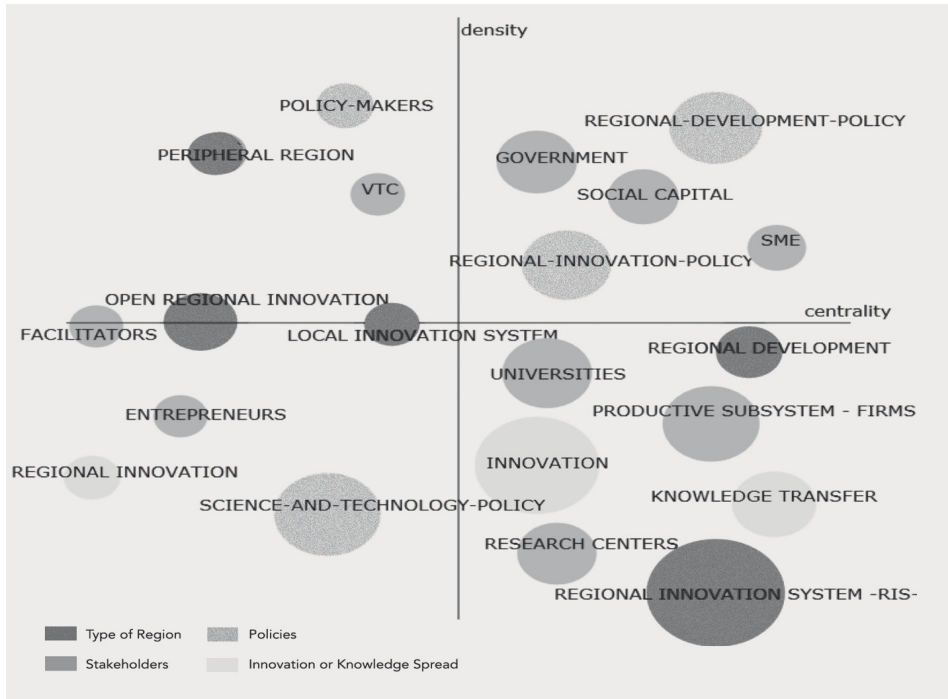 density
POLICY-MAKERS
REGIONAL-DEVELOPMENT-POLICY
PERIPHERAL REGION
GOVERNMENT
VTC
SOCIAL CAPITAL
SME
REGIONAL-INNOVATION-POLICY
OPEN REGIONAL INNOVATION
centrality
FACILITATORS
LOCAL INNOVATION SYSTEM
REGIONAL DEVELOPMENT
UNIVERSITIES
ENTREPRENEURS
PRODUCTIVE SUBSYSTEM - FIRMS
REGIONAL INNOVATION
INNOVATION
KNOWLEDGE TRANSFER
SCIENCE-AND-TECHNOLOGY-POLICY
RESEARCH CENTERS
REGIONAL INNOVATION SYSTEM -RIS-
Type of Region
Policies
Stakeholders
Innovation or Knowledge Spread